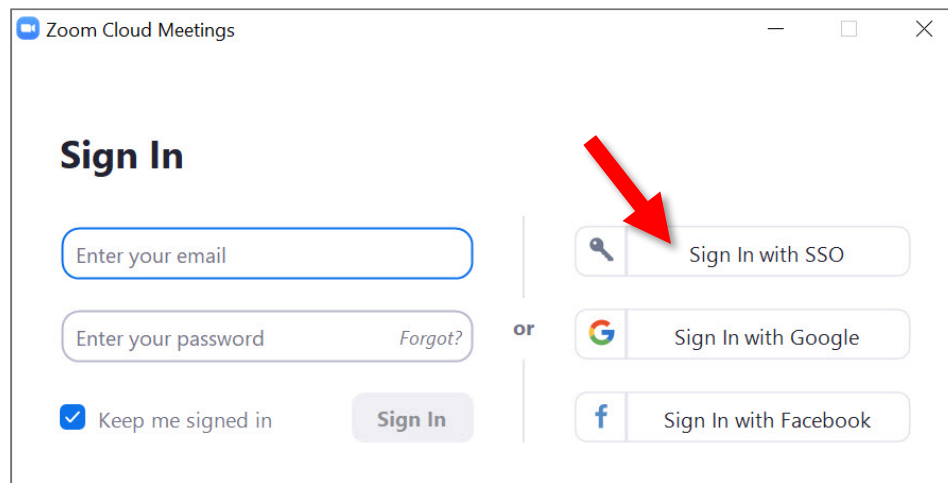 Zoom Cloud Meetings
Sign In
Enter your email
Enter your password Forgot?
Keep me signed in Sign In
or
Sign In with SSO
Sign In with Google
Sign In with Facebook